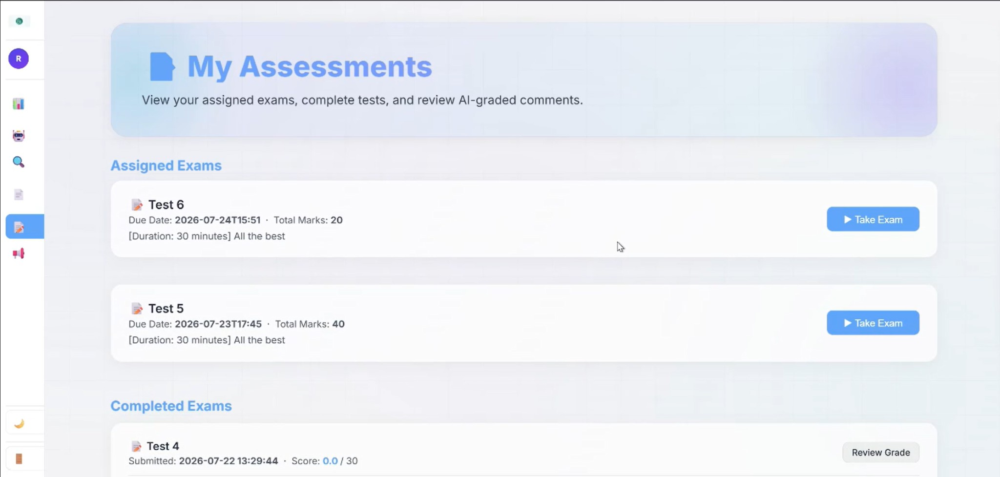 R
My Assessments
View your assigned exams, complete tests, and review AI-graded comments.
Assigned Exams
Test 6
Due Date: 2026-07-24T15:51 · Total Marks: 20
[Duration: 30 minutes] All the best
▶ Take Exam
Test 5
Due Date: 2026-07-23T17:45 · Total Marks: 40
[Duration: 30 minutes] All the best
▶ Take Exam
Completed Exams
Test 4
Submitted: 2026-07-22 13:29:44 · Score: 0.0 / 30
Review Grade